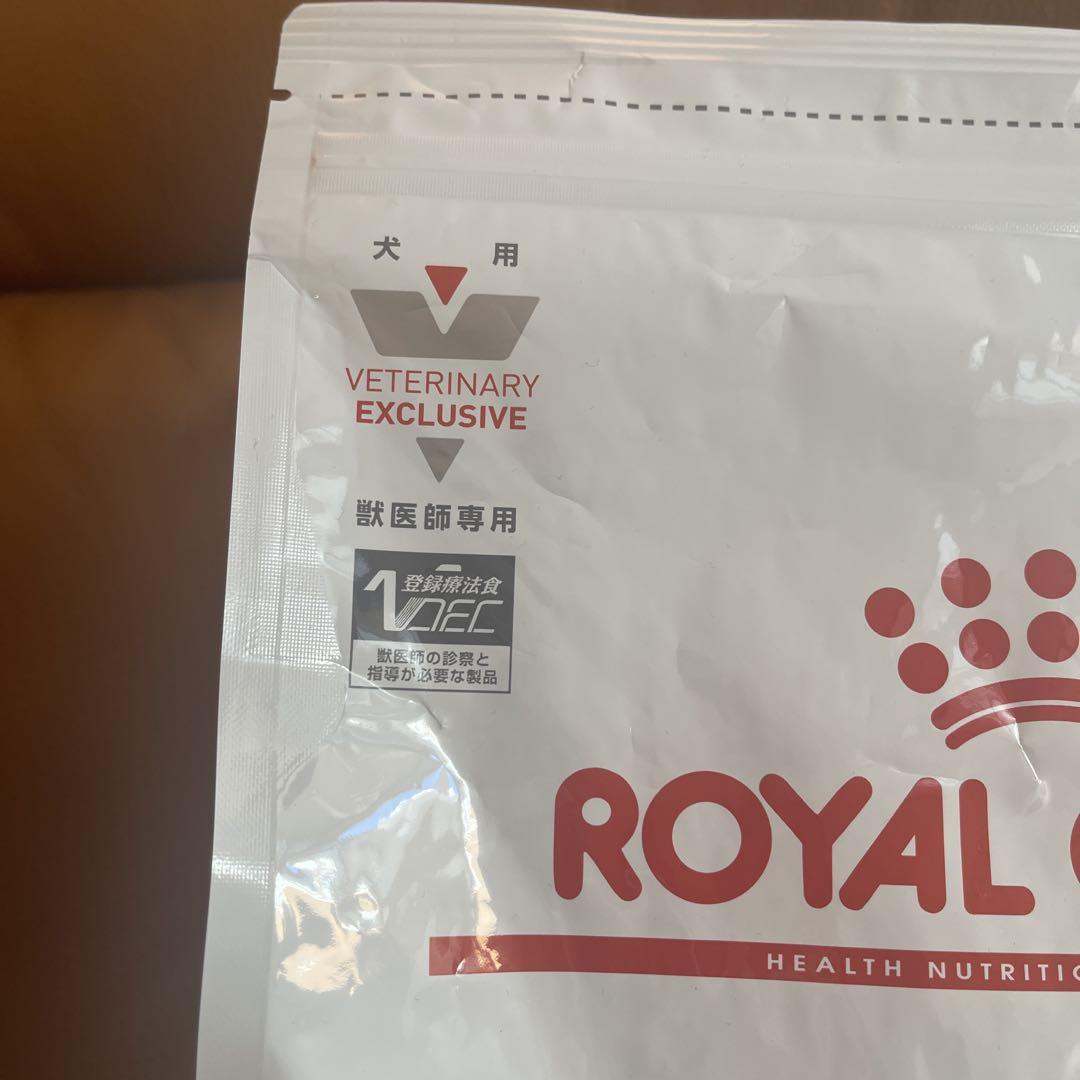 犬 用
VETERINARY
EXCLUSIVE
獣医師専用
登録療法食
VDEC
獣医師の診察と
指導が必要な製品
ROYAL
HEALTH NUTRITIO